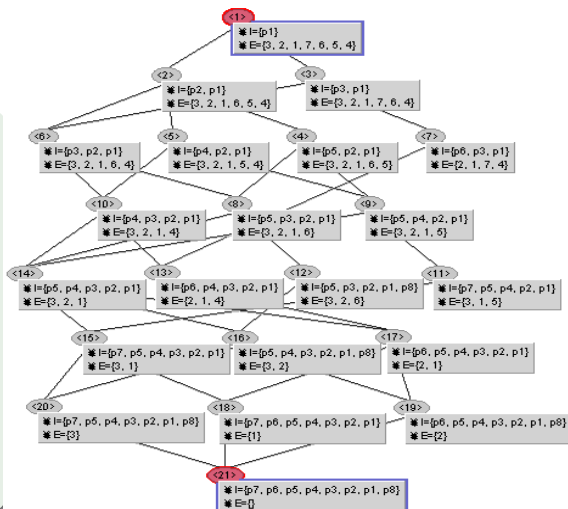 <1>
I={p1}
E={3, 2, 1, 7, 6, 5, 4}
<2>
<3>
I={p2, p1}
E={3, 2, 1, 6, 5, 4}
I={p3, p1}
E={3, 2, 1, 7, 6, 4}
<6>
<5>
<4>
<7>
I={p3, p2, p1}
E={3, 2, 1, 6, 4}
I={p4, p2, p1}
E={3, 2, 1, 5, 4}
I={p5, p2, p1}
E={3, 2, 1, 6, 5}
I={p6, p3, p1}
E={2, 1, 7, 4}
<10>
<8>
<9>
I={p4, p3, p2, p1}
E={3, 2, 1, 4}
I={p5, p3, p2, p1}
E={3, 2, 1, 6}
I={p5, p4, p2, p1}
E={3, 2, 1, 5}
<14>
<13>
<12>
<11>
I={p5, p4, p3, p2, p1}
E={3, 2, 1}
I={p6, p4, p3, p2, p1}
E={2, 1, 4}
I={p5, p3, p2, p1, p8}
E={3, 2, 6}
I={p7, p5, p4, p2, p1}
E={3, 1, 5}
<15>
<16>
<17>
I={p7, p5, p4, p3, p2, p1}
E={3, 1}
I={p5, p4, p3, p2, p1, p8}
E={3, 2}
I={p6, p5, p4, p3, p2, p1}
E={2, 1}
<20>
<18>
<19>
I={p7, p5, p4, p3, p2, p1, p8}
E={3}
I={p7, p6, p5, p4, p3, p2, p1}
E={1}
I={p6, p5, p4, p3, p2, p1, p8}
E={2}
<21>
I={p7, p6, p5, p4, p3, p2, p1, p8}
E={}